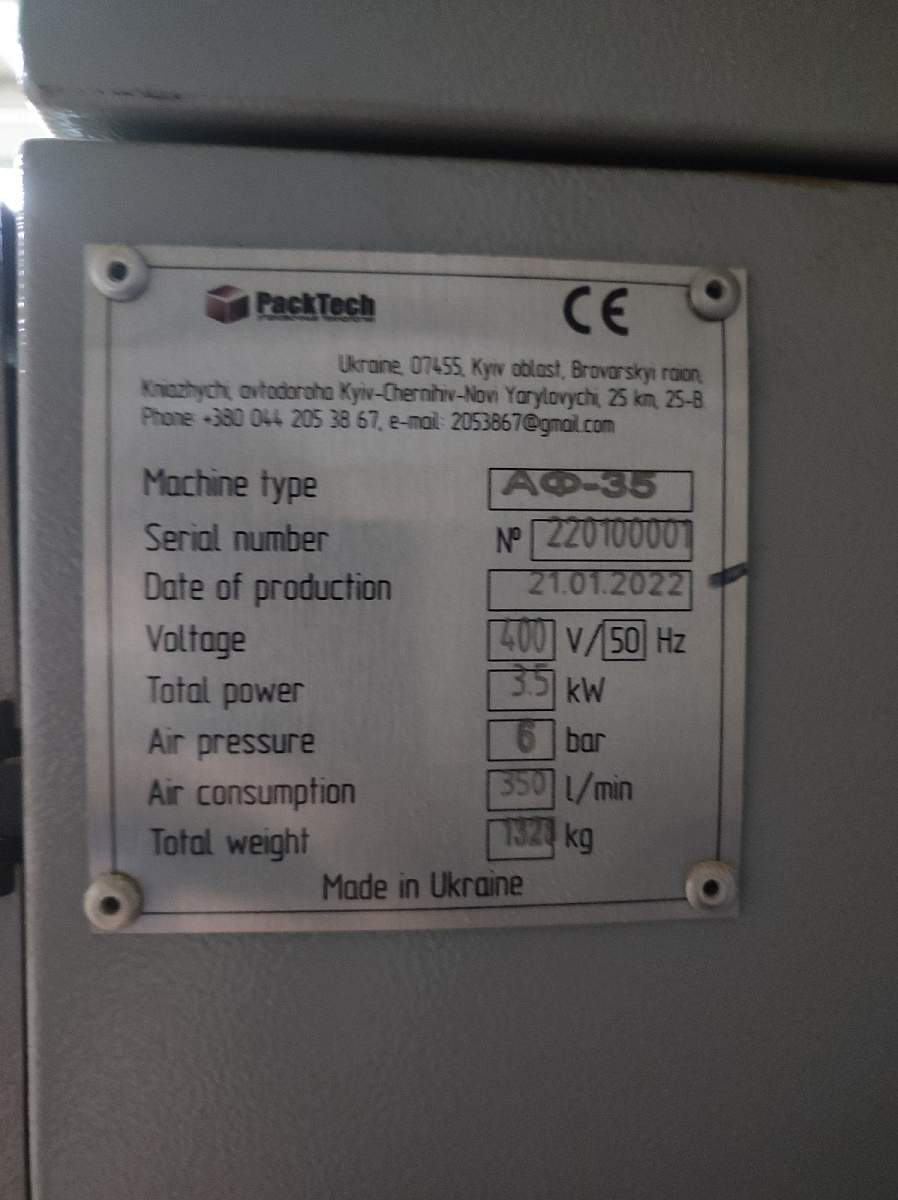 PackTech
CE
Ukraine, 07455, Kyiv oblast, Brovarskyi raion,
Kniazhychi, avtodoroha Kyiv-Chernihiv-Novi Yarylovychi, 25 km, 25-B
Phone: +380 044 205 38 67, e-mail: 2053867@gmail.com
Machine type АФ-35
Serial number № 220100001
Date of production 21.01.2022
Voltage 400 V/50 Hz
Total power 3.5 kW
Air pressure 6 bar
Air consumption 350 l/min
Total weight kg
Made in Ukraine